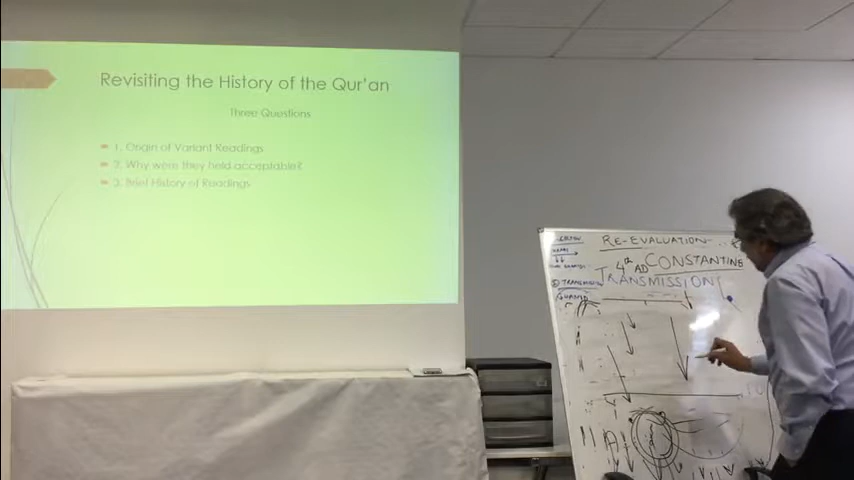 Revisiting the History of the Qur'an
Three Questions
1. Origin of Variant Readings
2. Why were they held acceptable?
3. Brief History of Readings
RE-EVALUATION
4th AD CONSTANTINE
TRANSMISSION